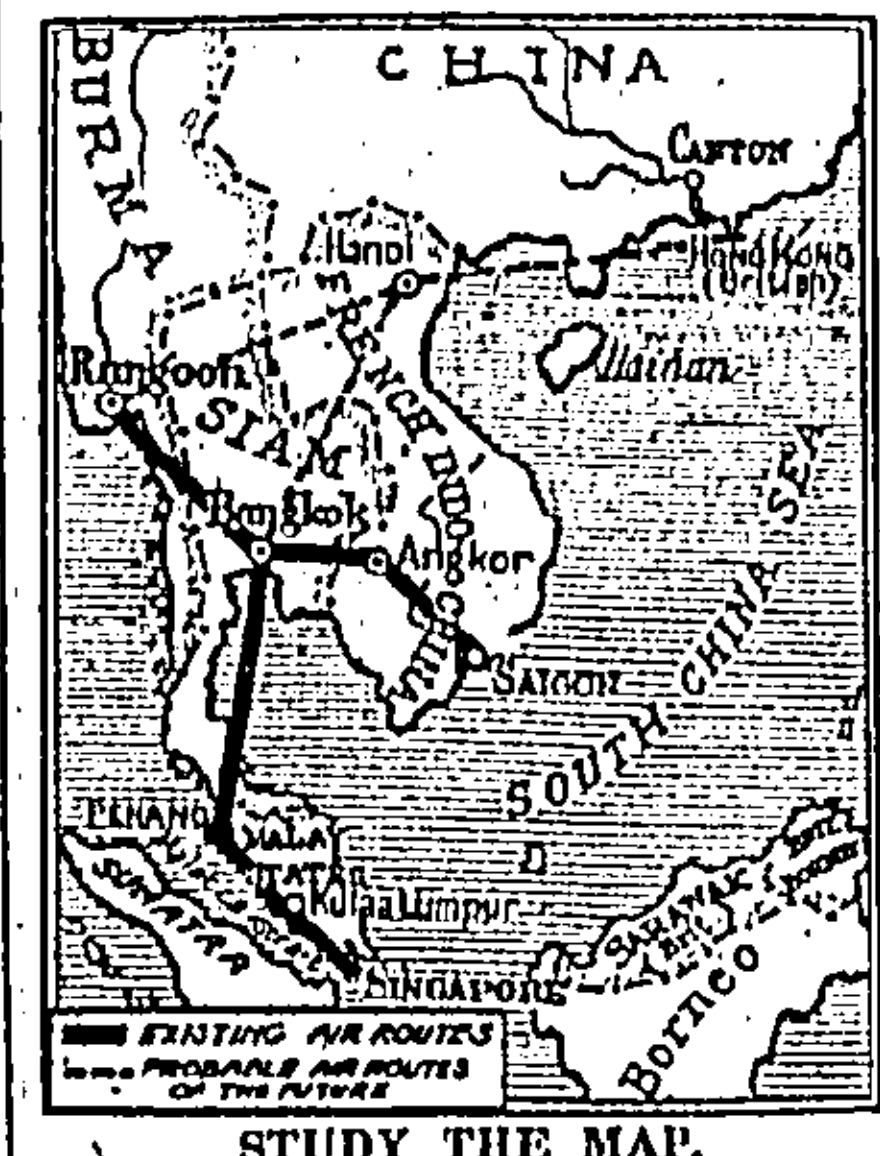 CHINA
BURMA
CANTON
Hanoi
HONG KONG
Hainan
Rangoon
SIAM
FRENCH INDO CHINA
Bangkok
Angkor
SAIGON
SOUTH CHINA SEA
PENANG
MALAY
STATES
Kuala Lumpur
SUMATRA
SINGAPORE
SARAWAK
BRIT.
BORNEO
Borneo
EXISTING AIR ROUTES
PROBABLE AIR ROUTES
OF THE FUTURE
STUDY THE MAP.